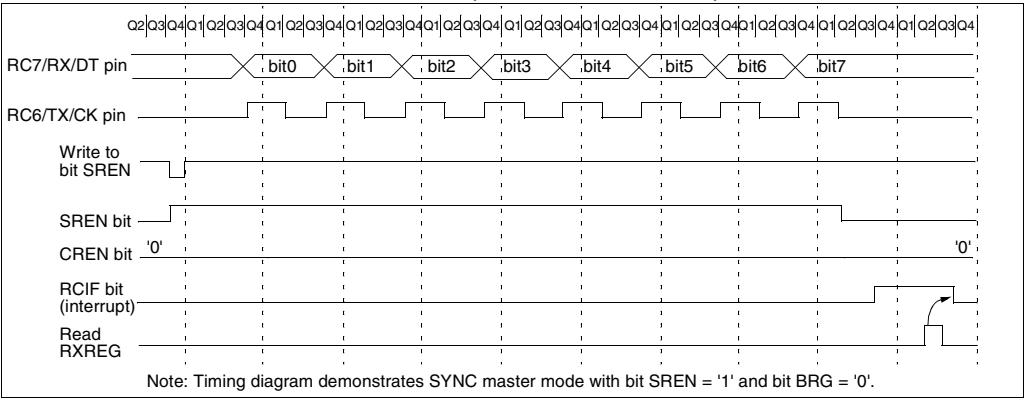 Q2 Q3 Q4 Q1 Q2 Q3 Q4 Q1 Q2 Q3 Q4 Q1 Q2 Q3 Q4 Q1 Q2 Q3 Q4 Q1 Q2 Q3 Q4 Q1 Q2 Q3 Q4 Q1 Q2 Q3 Q4 Q1 Q2 Q3 Q4 Q1 Q2 Q3 Q4 Q1 Q2 Q3 Q4
RC7/RX/DT pin bit0 bit1 bit2 bit3 bit4 bit5 bit6 bit7
RC6/TX/CK pin
Write to
bit SREN
SREN bit
CREN bit '0' '0'
RCIF bit
(interrupt)
Read
RXREG
Note: Timing diagram demonstrates SYNC master mode with bit SREN = '1' and bit BRG = '0'.